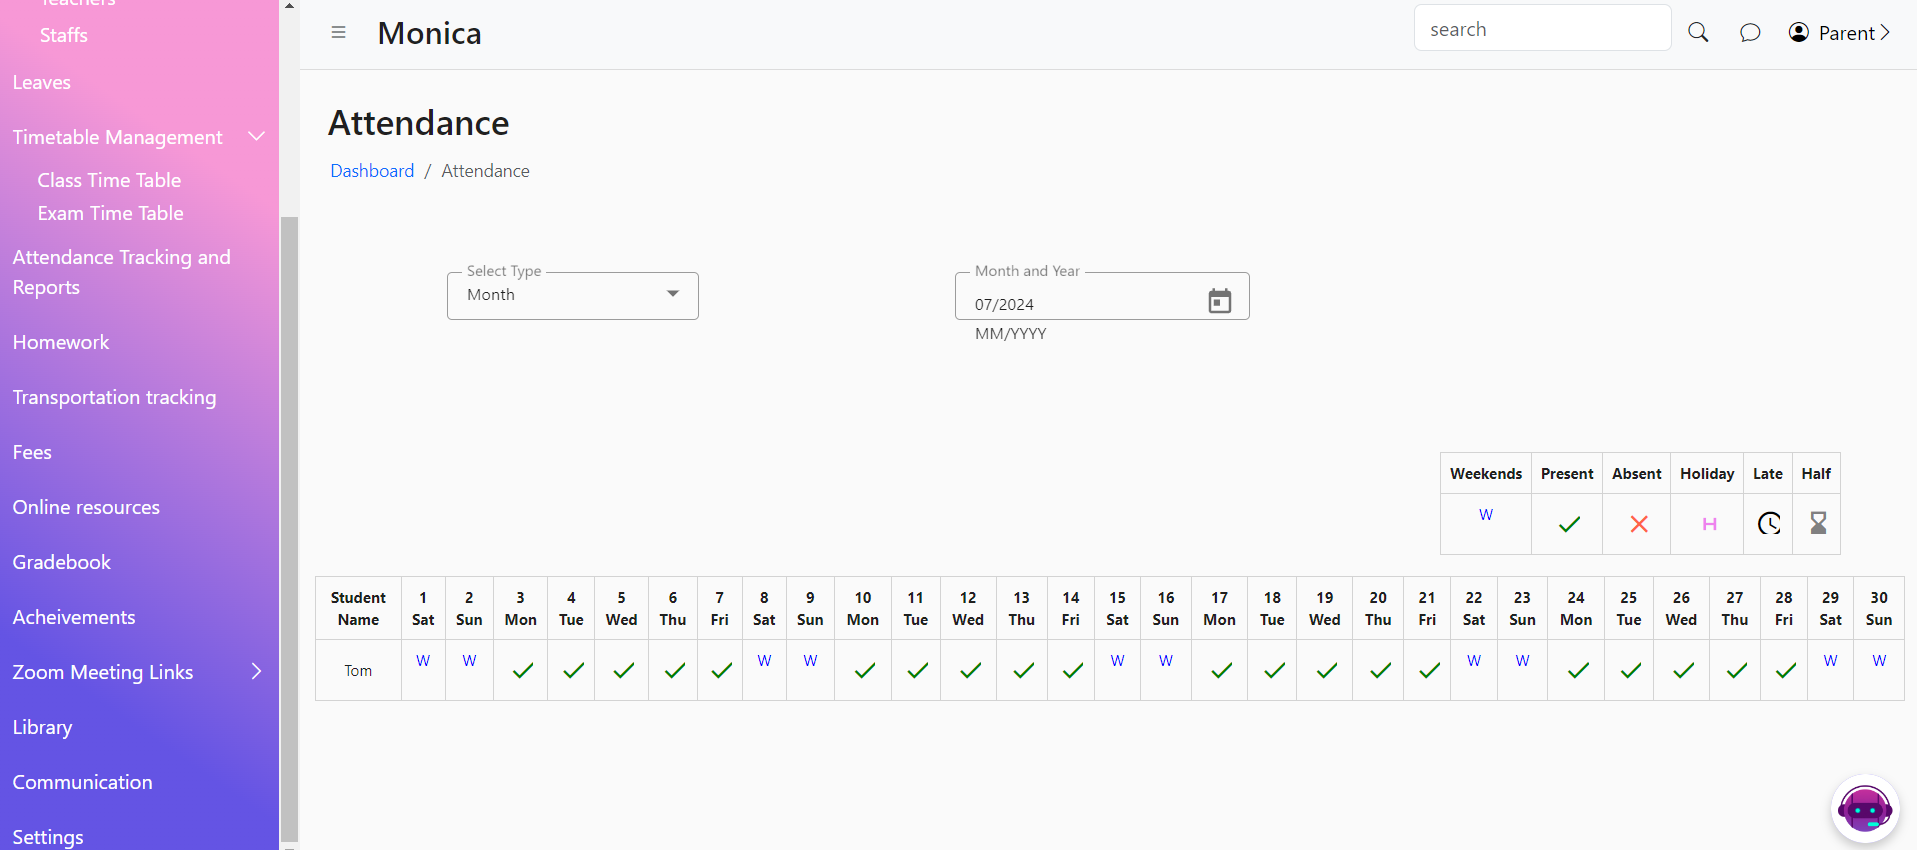 Teachers
Staffs
Leaves
Timetable Management
Class Time Table
Exam Time Table
Attendance Tracking and
Reports
Homework
Transportation tracking
Fees
Online resources
Gradebook
Acheivements
Zoom Meeting Links
Library
Communication
Settings
Monica
search
Parent
Attendance
Dashboard / Attendance
Select Type
Month
Month and Year
07/2024
MM/YYYY
Weekends Present Absent Holiday Late Half
W H
Student 1 2 3 4 5 6 7 8 9 10 11 12 13 14 15 16 17 18 19 20 21 22 23 24 25 26 27 28 29 30
Name Sat Sun Mon Tue Wed Thu Fri Sat Sun Mon Tue Wed Thu Fri Sat Sun Mon Tue Wed Thu Fri Sat Sun Mon Tue Wed Thu Fri Sat Sun
Tom W W W W W W W W W W